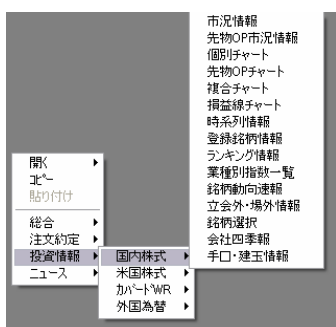 開く
コピー
貼り付け
総合
注文約定
投資情報
ニュース
国内株式
米国株式
カバードWR
外国為替
市況情報
先物OP市況情報
個別チャート
先物OPチャート
複合チャート
損益線チャート
時系列情報
登録銘柄情報
ランキング情報
業種別指数一覧
銘柄動向速報
立会外・場外情報
銘柄選択
会社四季報
手口・建玉情報